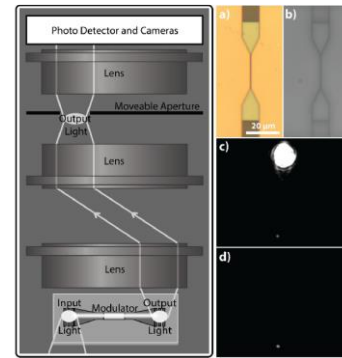 Photo Detector and Cameras
Lens
Moveable Aperture
Output
Light
Lens
Lens
Input
Modulator
Output
Light
Light
a)
b)
20 µm
c)
d)